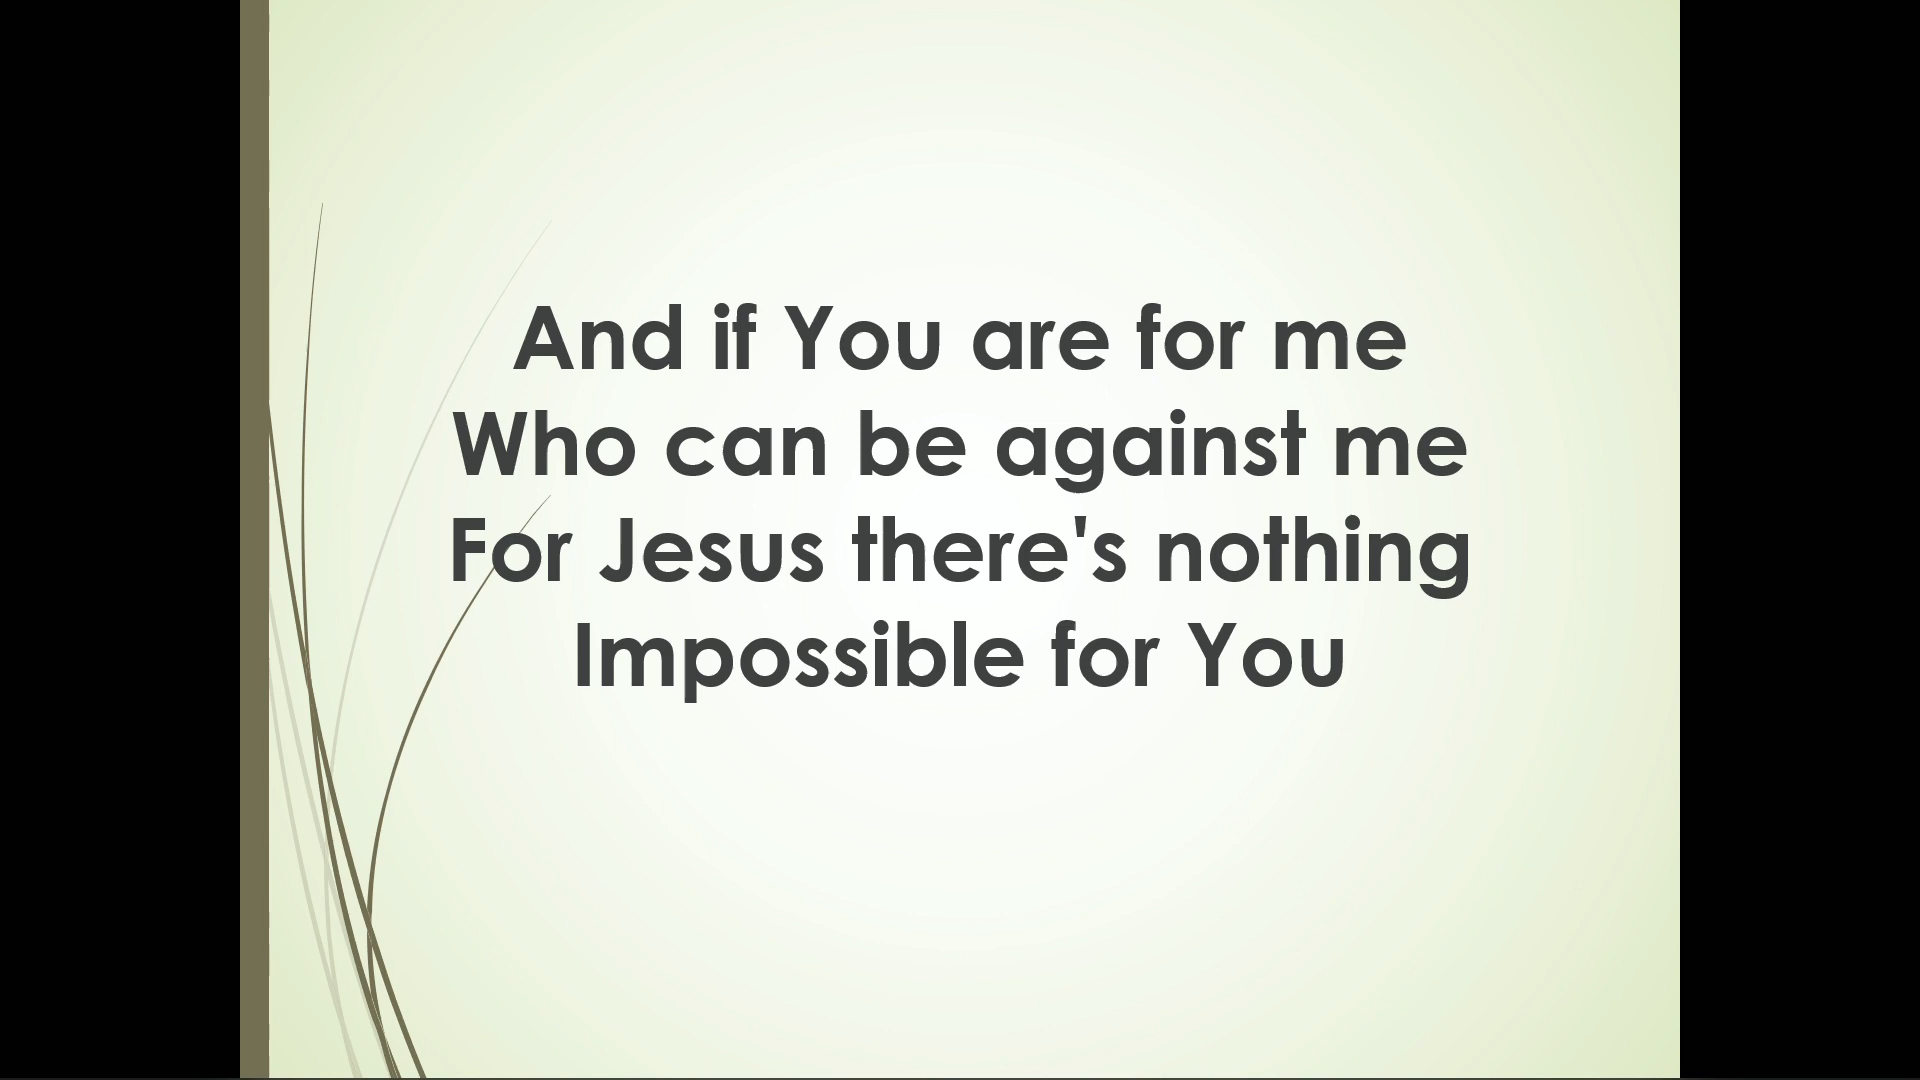 And if You are for me
Who can be against me
For Jesus there's nothing
Impossible for You